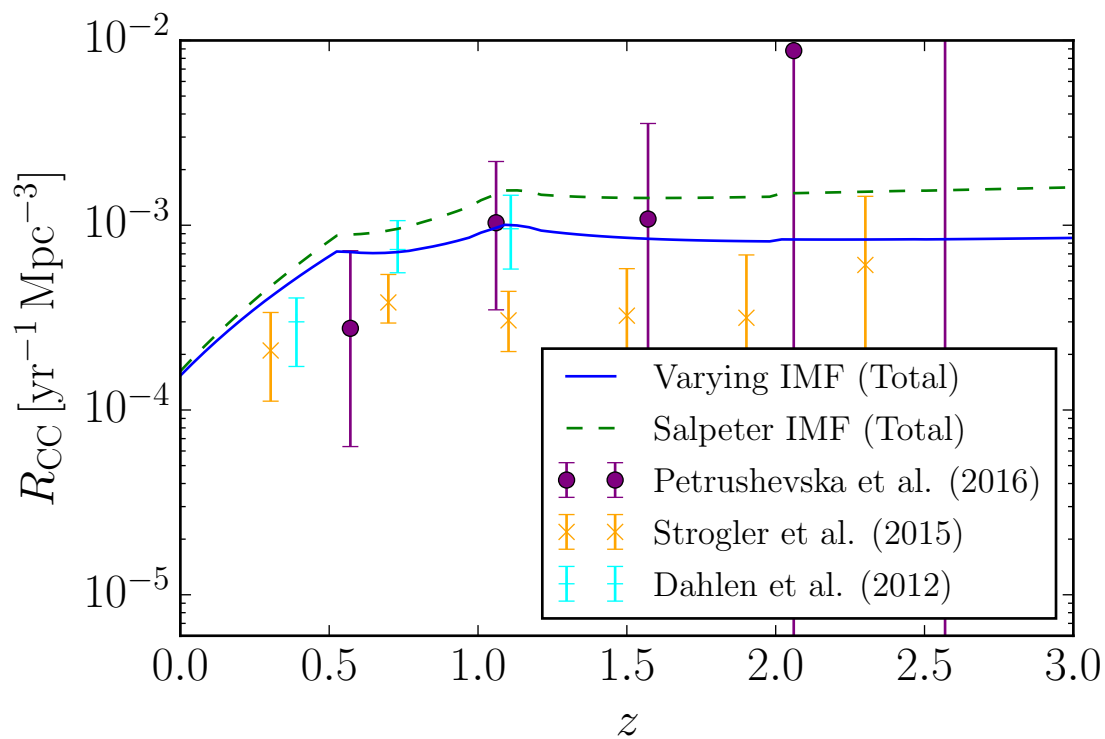 10⁻²
10⁻³
10⁻⁴
10⁻⁵
R_CC [yr⁻¹ Mpc⁻³]
Varying IMF (Total)
Salpeter IMF (Total)
Petrushevska et al. (2016)
Strogler et al. (2015)
Dahlen et al. (2012)
0.0 0.5 1.0 1.5 2.0 2.5 3.0
z